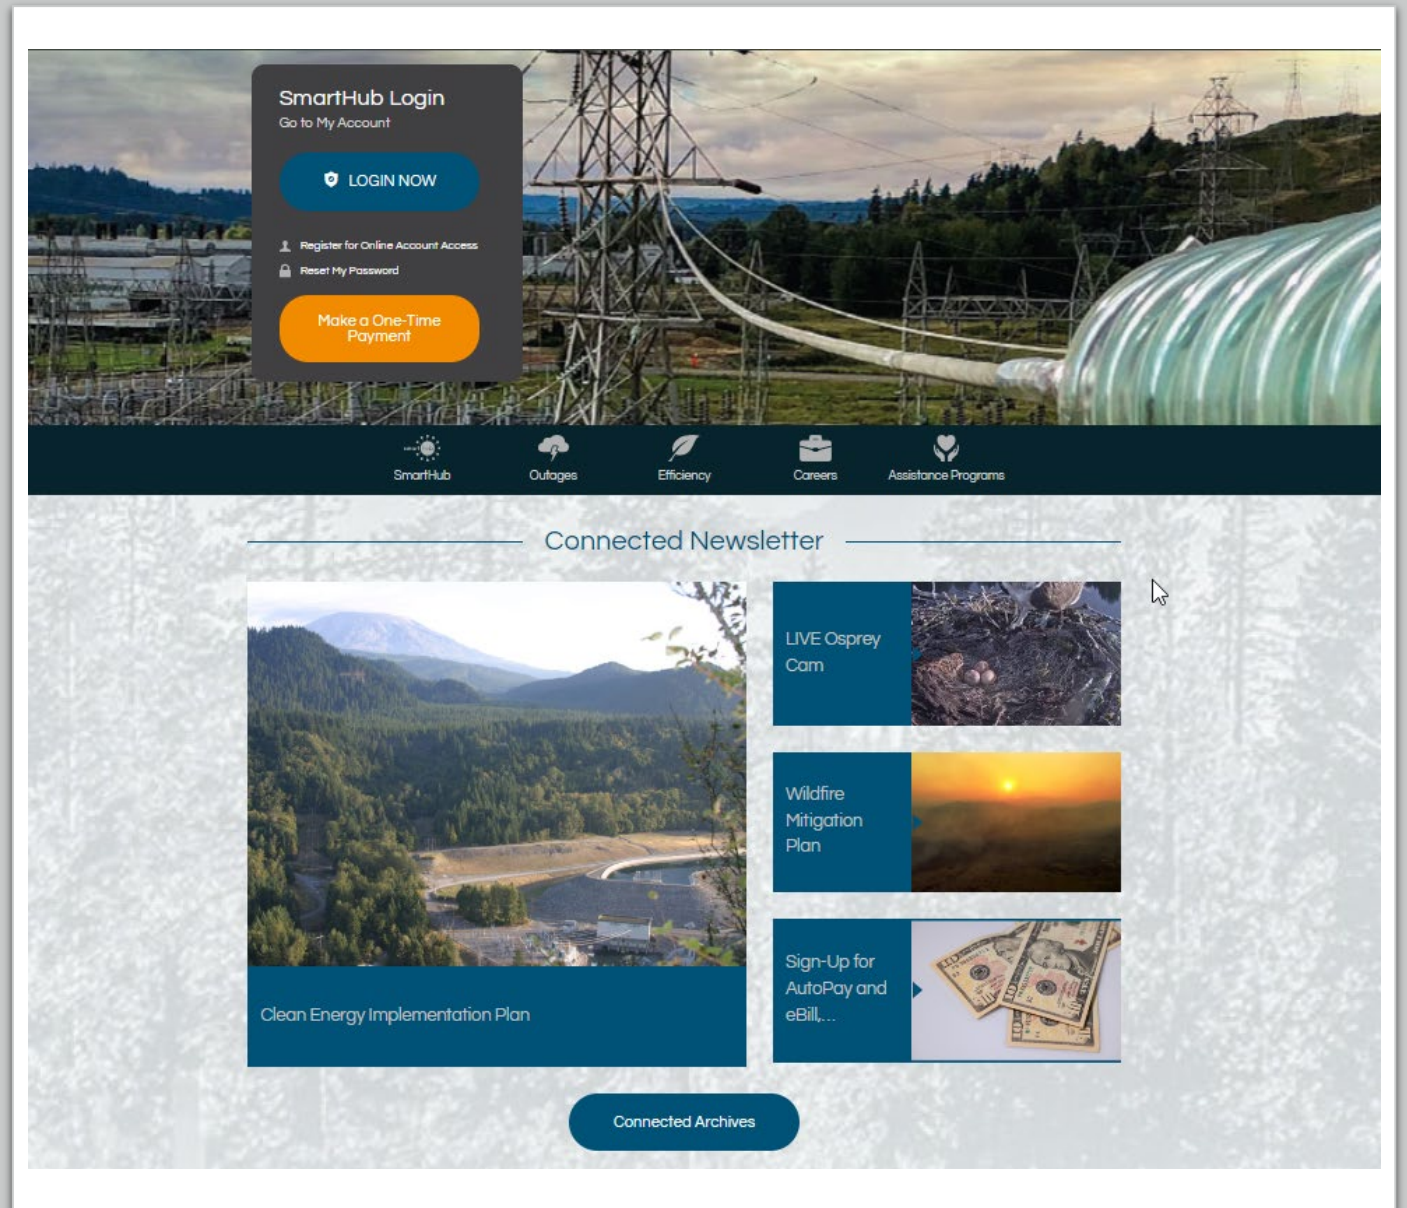 SmartHub Login
Go to My Account
LOGIN NOW
Register for Online Account Access
Reset My Password
Make a One-Time
Payment
SmartHub
Outages
Efficiency
Careers
Assistance Programs
Connected Newsletter
LIVE Osprey
Cam
Wildfire
Mitigation
Plan
Sign-Up for
AutoPay and
eBill,...
Clean Energy Implementation Plan
Connected Archives